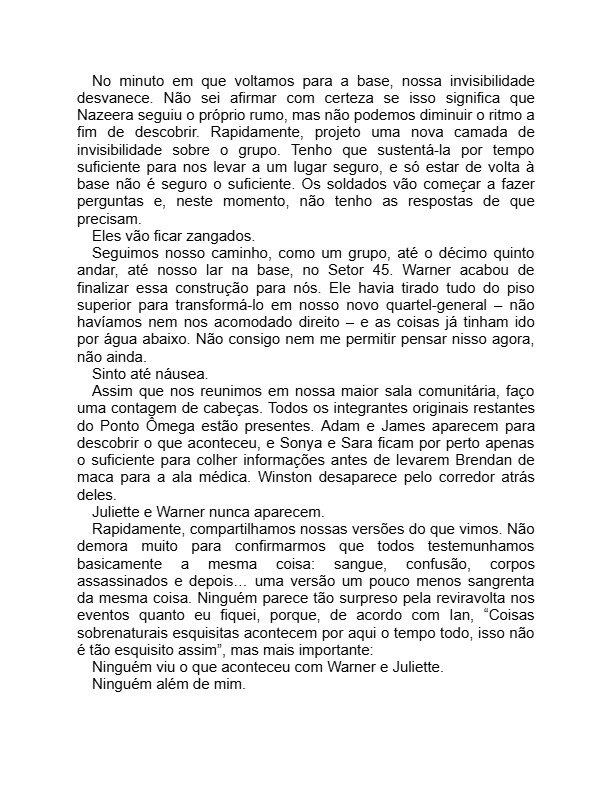 No minuto em que voltamos para a base, nossa invisibilidade
desvanece. Não sei afirmar com certeza se isso significa que
Nazeera seguiu o próprio rumo, mas não podemos diminuir o ritmo a
fim de descobrir. Rapidamente, projeto uma nova camada de
invisibilidade sobre o grupo. Tenho que sustentá-la por tempo
suficiente para nos levar a um lugar seguro, e só estar de volta à
base não é seguro o suficiente. Os soldados vão começar a fazer
perguntas e, neste momento, não tenho as respostas de que
precisam.
Eles vão ficar zangados.
Seguimos nosso caminho, como um grupo, até o décimo quinto
andar, até nosso lar na base, no Setor 45. Warner acabou de
finalizar essa construção para nós. Ele havia tirado tudo do piso
superior para transformá-lo em nosso novo quartel-general – não
havíamos nem nos acomodado direito – e as coisas já tinham ido
por água abaixo. Não consigo nem me permitir pensar nisso agora,
não ainda.
Sinto até náusea.
Assim que nos reunimos em nossa maior sala comunitária, faço
uma contagem de cabeças. Todos os integrantes originais restantes
do Ponto Ômega estão presentes. Adam e James aparecem para
descobrir o que aconteceu, e Sonya e Sara ficam por perto apenas
o suficiente para colher informações antes de levarem Brendan de
maca para a ala médica. Winston desaparece pelo corredor atrás
deles.
Juliette e Warner nunca aparecem.
Rapidamente, compartilhamos nossas versões do que vimos. Não
demora muito para confirmarmos que todos testemunhamos
basicamente a mesma coisa: sangue, confusão, corpos
assassinados e depois… uma versão um pouco menos sangrenta
da mesma coisa. Ninguém parece tão surpreso pela reviravolta nos
eventos quanto eu fiquei, porque, de acordo com Ian, “Coisas
sobrenaturais esquisitas acontecem por aqui o tempo todo, isso não
é tão esquisito assim”, mas mais importante:
Ninguém viu o que aconteceu com Warner e Juliette.
Ninguém além de mim.